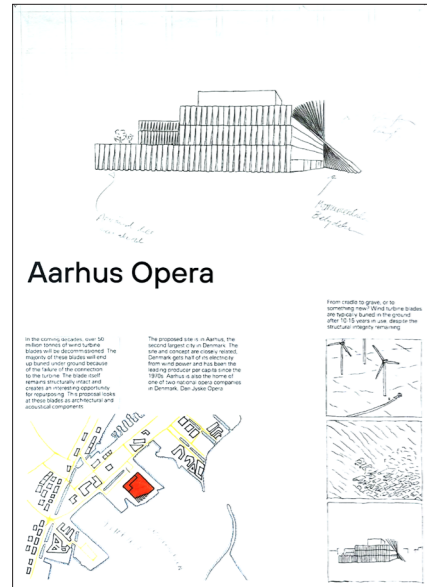 Aarhus Opera
From cradle to grave, or to
something new? Wind turbine blades
are typically buried in the ground
after 10-15 years in use, despite the
structural integrity remaining.
In the coming decades, over 50
million tonnes of wind turbine
blades will be decommissioned. The
majority of these blades will end
up buried under ground because
of the failure of the connection
to the turbine. The blade itself
remains structurally intact and
creates an interesting opportunity
for repurposing. This proposal looks
at these blades as architectural and
acoustical components.
The proposed site is in Aarhus, the
second largest city in Denmark. The
site and concept are closely related;
Denmark gets half of its electricity
from wind power and has been the
leading producer per capita since the
1970s. Aarhus is also the home of
one of two national opera companies
in Denmark, Den Jyske Opera.